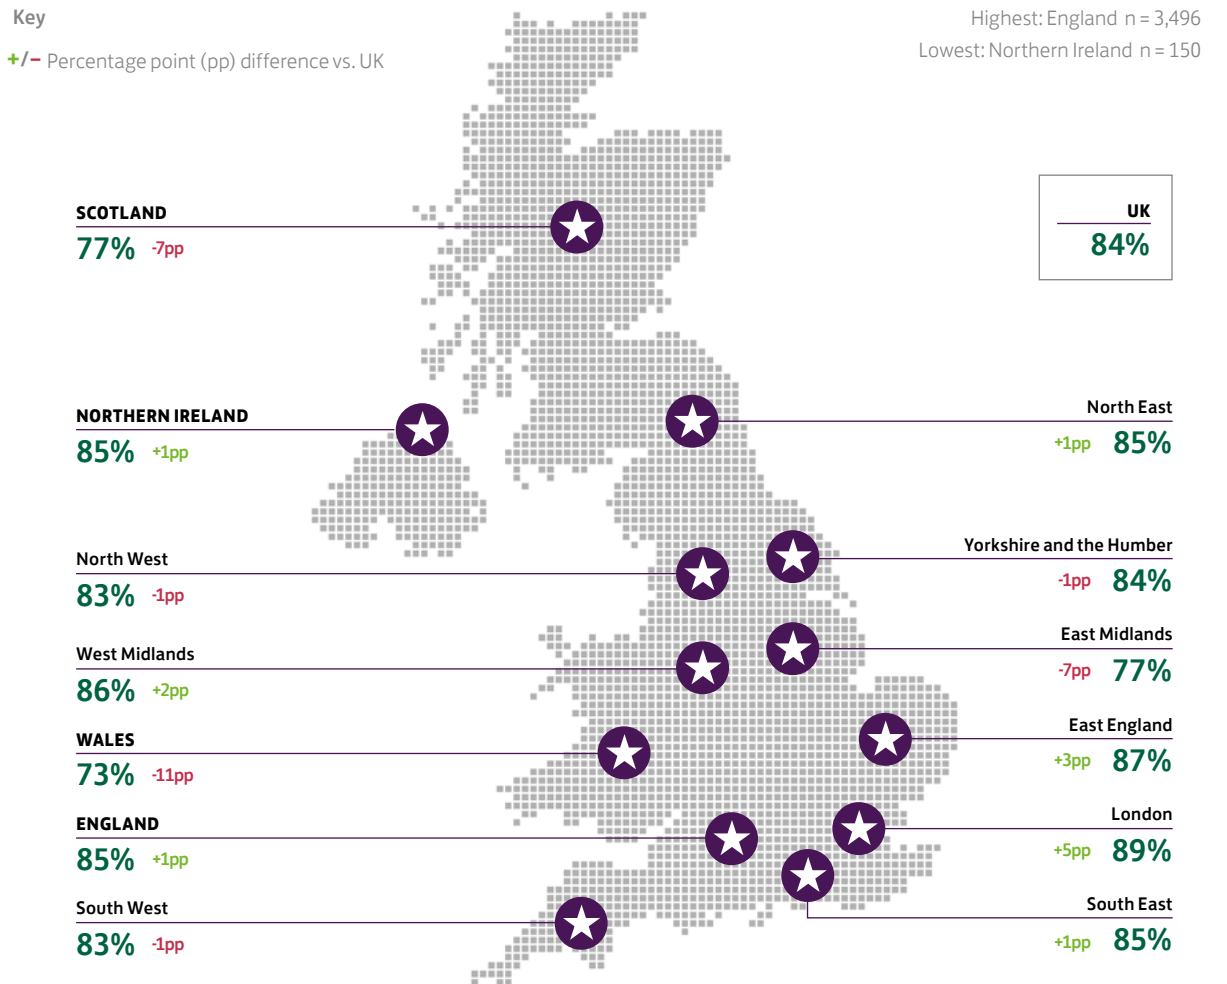 Key
+/− Percentage point (pp) difference vs. UK
Highest: England n = 3,496
Lowest: Northern Ireland n = 150
UK
84%
SCOTLAND
77% -7pp
NORTHERN IRELAND
85% +1pp
North West
83% -1pp
West Midlands
86% +2pp
WALES
73% -11pp
ENGLAND
85% +1pp
South West
83% -1pp
North East
+1pp 85%
Yorkshire and the Humber
-1pp 84%
East Midlands
-7pp 77%
East England
+3pp 87%
London
+5pp 89%
South East
+1pp 85%